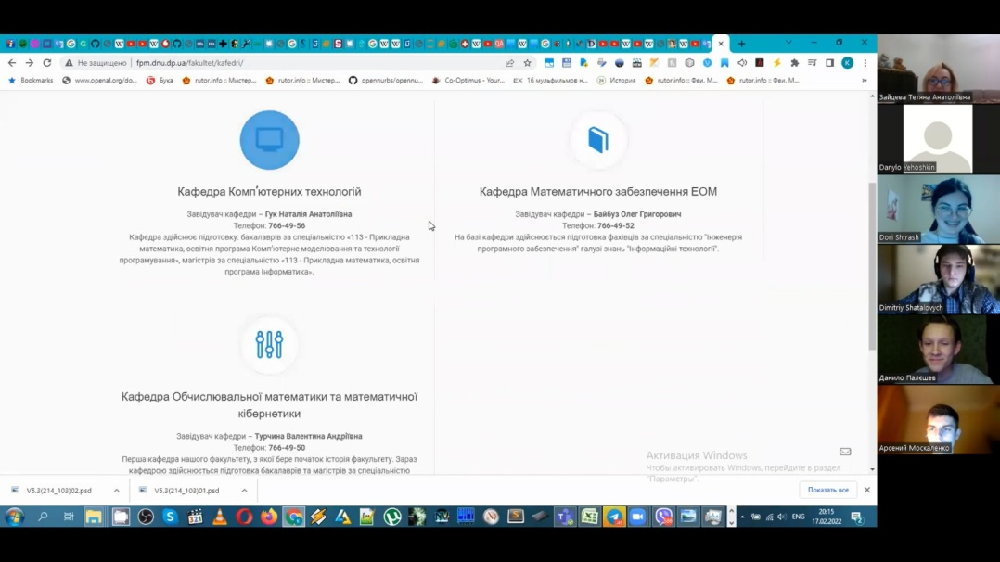 Не защищено
fpm.dnu.dp.ua/fakultet/kafedri/
Bookmarks
www.openal.org/do...
Бука
rutor.info :: Мистер...
rutor.info :: Мистер...
opennurbs/opennu...
Co-Optimus - Your...
16 мультфильмов н...
История
rutor.info :: Феи. М...
rutor.info :: Феи. М...
Кафедра Комп'ютерних технологій
Завідувач кафедри – Гук Наталія Анатоліївна
Телефон: 766-49-56
Кафедра здійснює підготовку: бакалаврів за спеціальністю «113 - Прикладна
математика, освітня програма Комп'ютерне моделювання та технології
програмування», магістрів за спеціальністю «113 - Прикладна математика, освітня
програма Інформатика».
Кафедра Математичного забезпечення ЕОМ
Завідувач кафедри – Байбуз Олег Григорович
Телефон: 766-49-52
На базі кафедри здійснюється підготовка фахівців за спеціальністю "Інженерія
програмного забезпечення" галузі знань "Інформаційні технології".
Кафедра Обчислювальної математики та математичної
кібернетики
Завідувач кафедри – Турчина Валентина Андріївна
Телефон: 766-49-50
Перша кафедра нашого факультету, з якої бере початок історія факультету. Зараз
кафедрою здійснюється підготовка бакалаврів та магістрів за спеціальністю
Активация Windows
Чтобы активировать Windows, перейдите в раздел
"Параметры".
V5.3(214_103)02.psd
V5.3(214_103)01.psd
Показать все
ENG
20:15
17.02.2022
Зайцева Тетяна Анатоліївна
Danylo Yehoshkin
Dori Shtrash
Dimitriy Shatalovych
Данило Палєшев
Арсений Москаленко